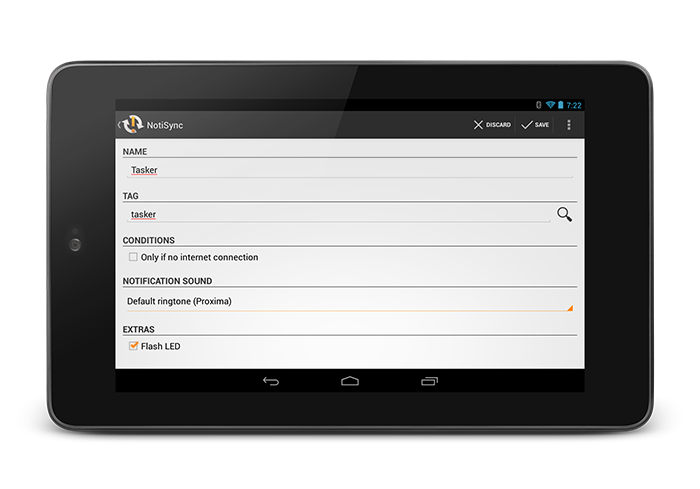 7:22
NotiSync
DISCARD
SAVE
NAME
Tasker
TAG
tasker
CONDITIONS
Only if no internet connection
NOTIFICATION SOUND
Default ringtone (Proxima)
EXTRAS
Flash LED